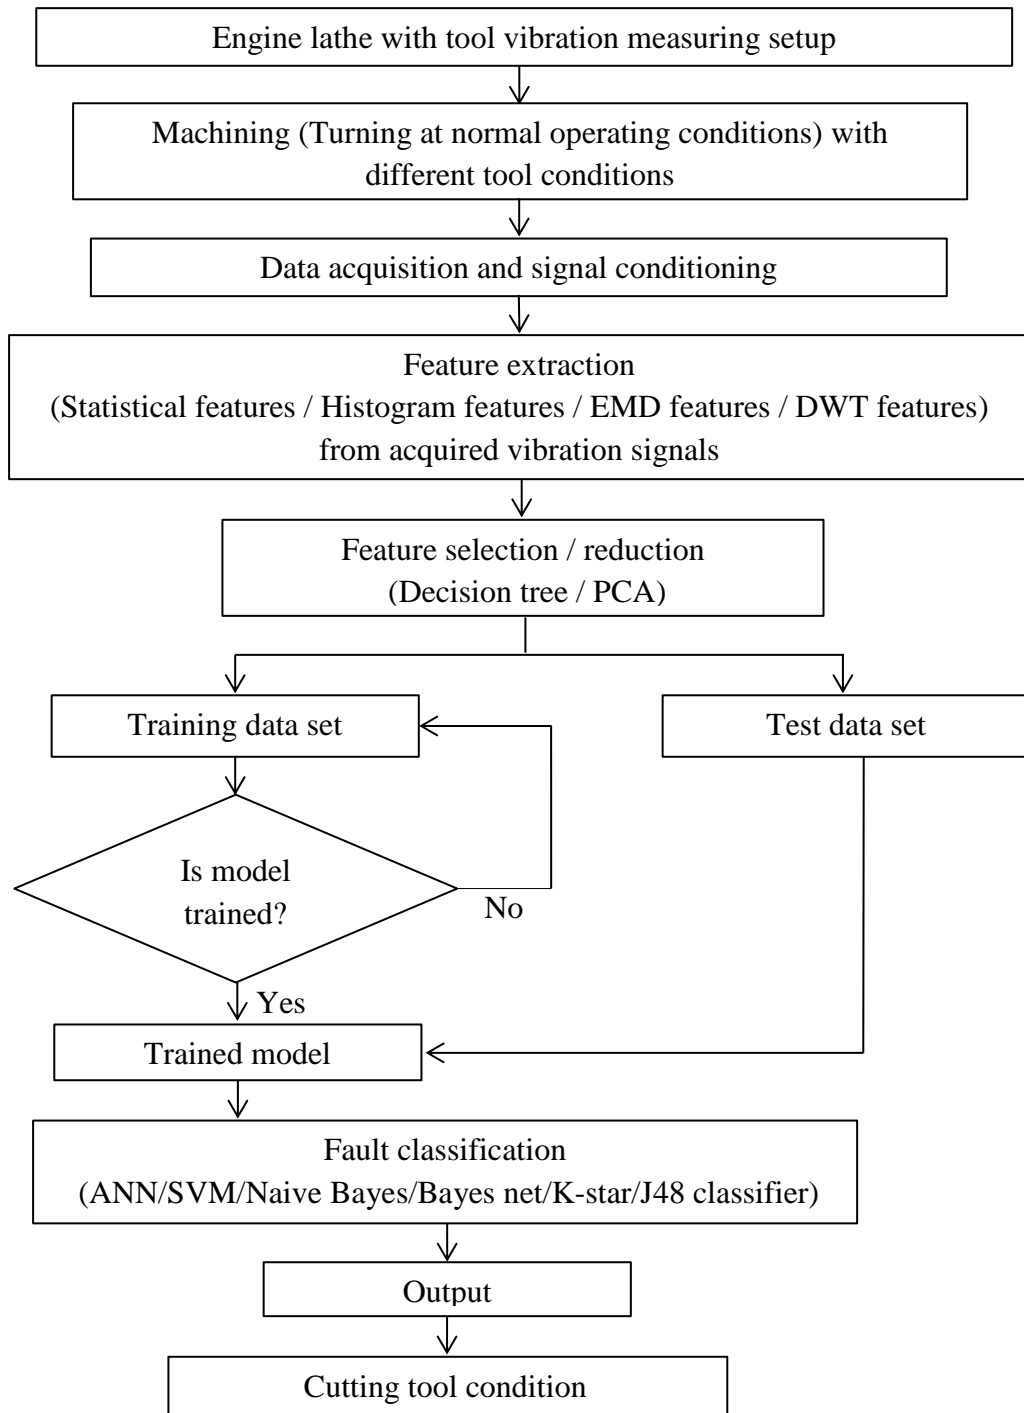 Engine lathe with tool vibration measuring setup
Machining (Turning at normal operating conditions) with
different tool conditions
Data acquisition and signal conditioning
Feature extraction
(Statistical features / Histogram features / EMD features / DWT features)
from acquired vibration signals
Feature selection / reduction
(Decision tree / PCA)
Training data set
Test data set
Is model
trained?
No
Yes
Trained model
Fault classification
(ANN/SVM/Naive Bayes/Bayes net/K-star/J48 classifier)
Output
Cutting tool condition